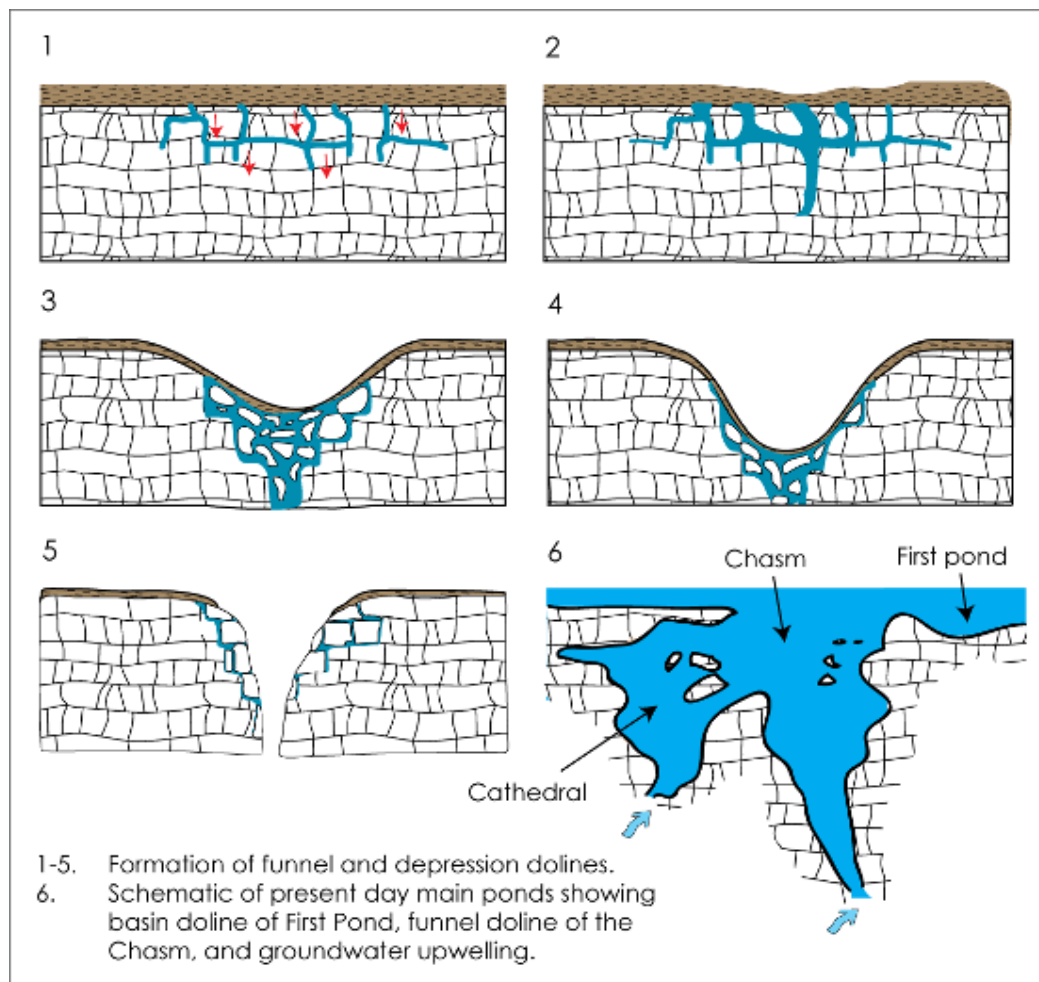 1
2
3
4
5
6
Chasm
First pond
Cathedral
1-5. Formation of funnel and depression dolines.
6. Schematic of present day main ponds showing
basin doline of First Pond, funnel doline of the
Chasm, and groundwater upwelling.